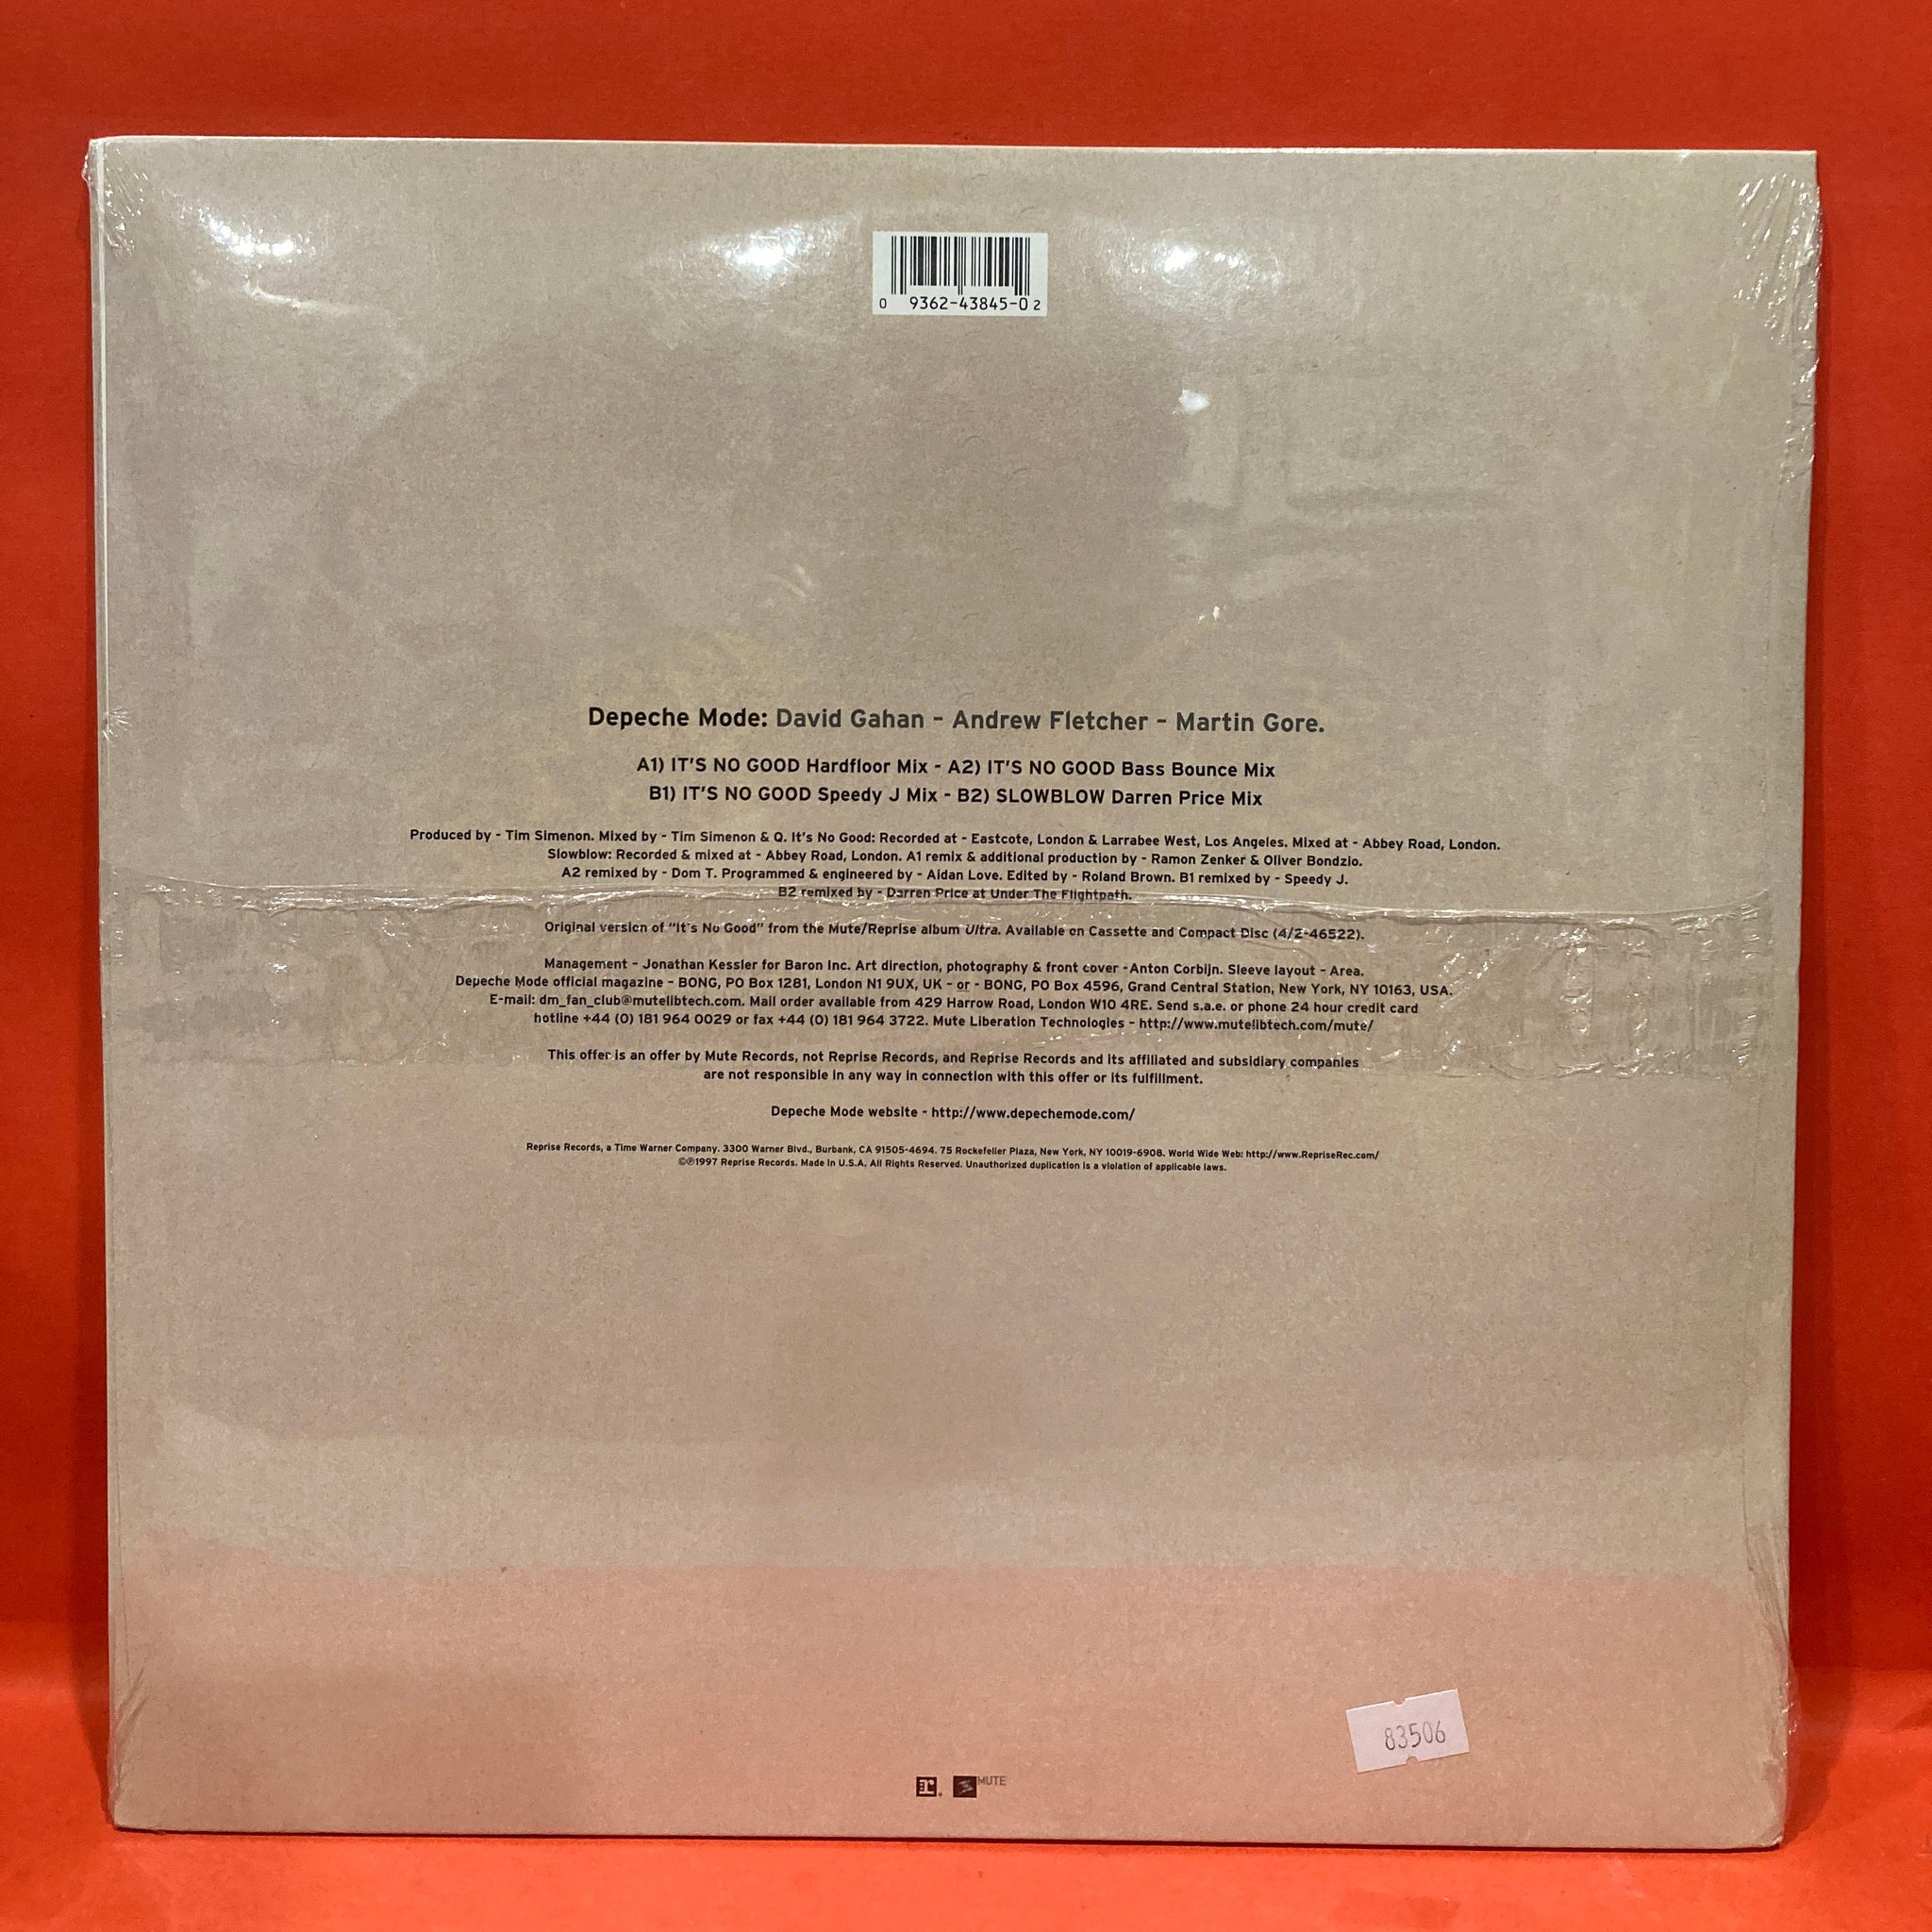 0 9362-43845-0 2
Depeche Mode: David Gahan - Andrew Fletcher - Martin Gore.
A1) IT'S NO GOOD Hardfloor Mix - A2) IT'S NO GOOD Bass Bounce Mix
B1) IT'S NO GOOD Speedy J Mix - B2) SLOWBLOW Darren Price Mix
Produced by - Tim Simenon. Mixed by - Tim Simenon & Q. It's No Good: Recorded at - Eastcote, London & Larrabee West, Los Angeles. Mixed at - Abbey Road, London.
Slowblow: Recorded & mixed at - Abbey Road, London. A1 remix & additional production by - Ramon Zenker & Oliver Bondzio.
A2 remixed by - Dom T. Programmed & engineered by - Aidan Love. Edited by - Roland Brown. B1 remixed by - Speedy J.
B2 remixed by - Darren Price at Under The Flightpath.
Original version of "It's No Good" from the Mute/Reprise album Ultra. Available on Cassette and Compact Disc (4/2-46522).
Management - Jonathan Kessler for Baron Inc. Art direction, photography & front cover - Anton Corbijn. Sleeve layout - Area.
Depeche Mode official magazine - BONG, PO Box 1281, London N1 9UX, UK - or - BONG, PO Box 4596, Grand Central Station, New York, NY 10163, USA.
E-mail: dm_fan_club@mutelibtech.com. Mail order available from 429 Harrow Road, London W10 4RE. Send s.a.e. or phone 24 hour credit card
hotline +44 (0) 181 964 0029 or fax +44 (0) 181 964 3722. Mute Liberation Technologies - http://www.mutelibtech.com/mute/
This offer is an offer by Mute Records, not Reprise Records, and Reprise Records and its affiliated and subsidiary companies
are not responsible in any way in connection with this offer or its fulfillment.
Depeche Mode website - http://www.depechemode.com/
Reprise Records, a Time Warner Company. 3300 Warner Blvd., Burbank, CA 91505-4694. 75 Rockefeller Plaza, New York, NY 10019-6908. World Wide Web: http://www.RepriseRec.com/
©℗1997 Reprise Records. Made in U.S.A. All Rights Reserved. Unauthorized duplication is a violation of applicable laws.
83506
r. MUTE